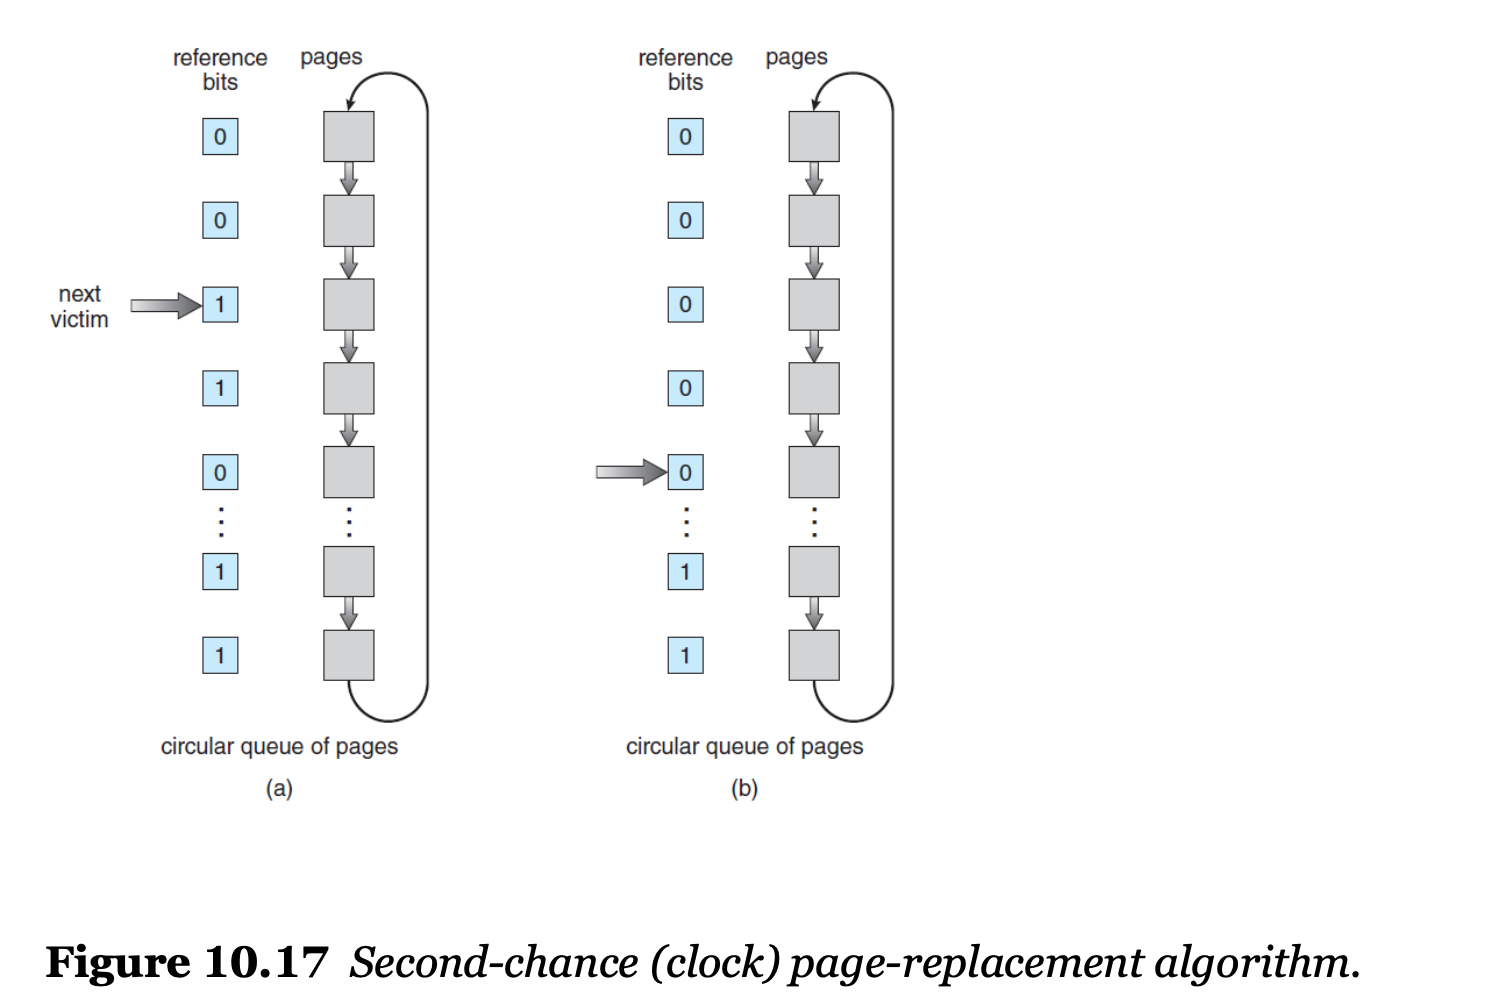 reference bits pages
0
0
next victim
1
1
0
1
1
circular queue of pages
(a)
reference bits pages
0
0
0
0
0
1
1
circular queue of pages
(b)
Figure 10.17 Second-chance (clock) page-replacement algorithm.